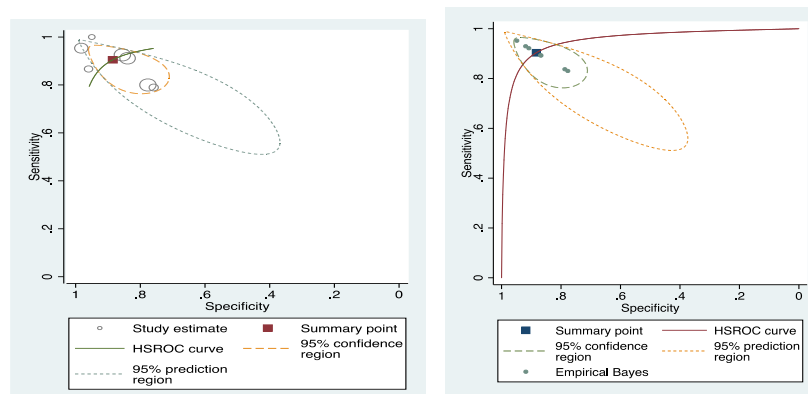 1
.8
.6
.4
.2
0
Sensitivity
1
.8
.6
.4
.2
0
Specificity
Study estimate
Summary point
HSROC curve
95% confidence
region
95% prediction
region
1
.8
.6
.4
.2
0
Sensitivity
1
.8
.6
.4
.2
0
Specificity
Summary point
HSROC curve
95% confidence
region
95% prediction
region
Empirical Bayes